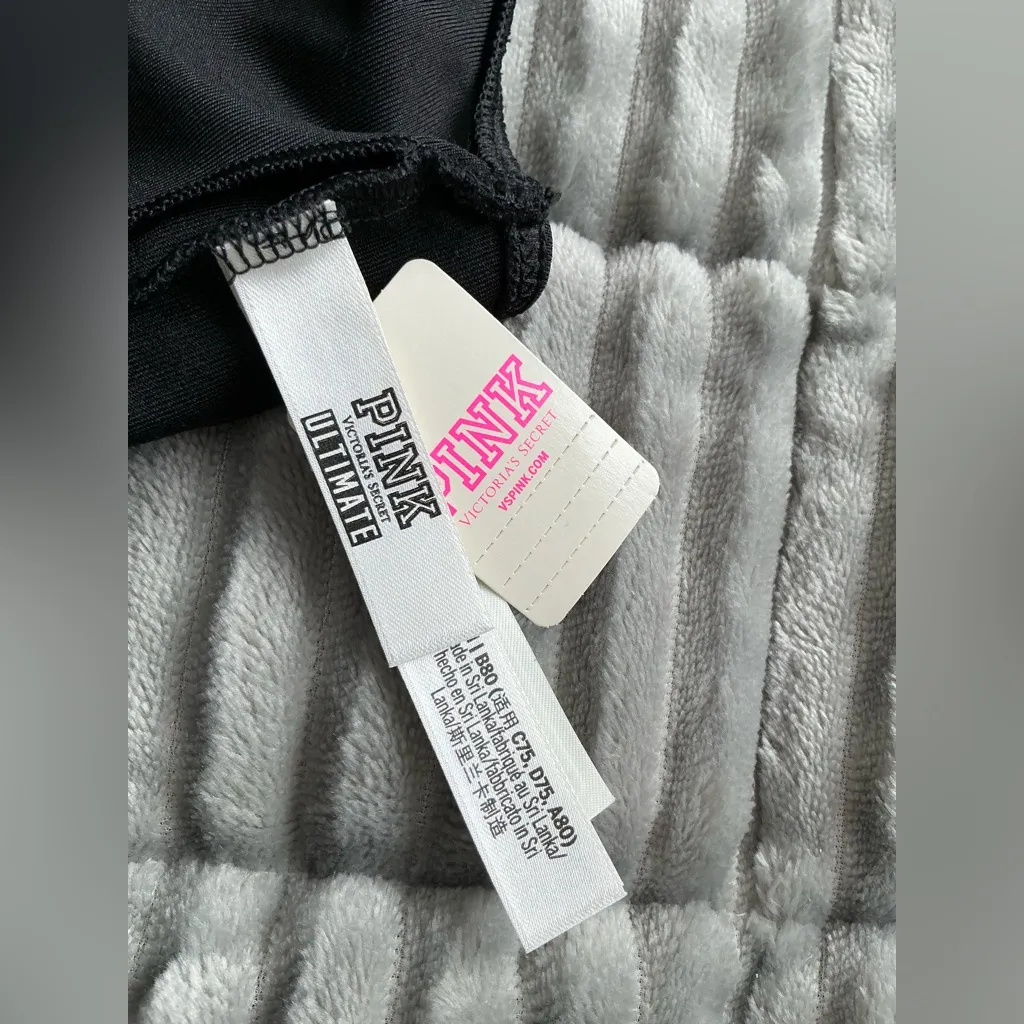 PINK
VICTORIA'S SECRET
ULTIMATE
PINK
VICTORIA'S SECRET
VSPINK.COM
B80 (适用 C75, D75, A80)
in Sri Lanka/fabriqué au Sri Lanka/
hecho en Sri Lanka/fabbricato in Sri
Lanka/斯里兰卡制造